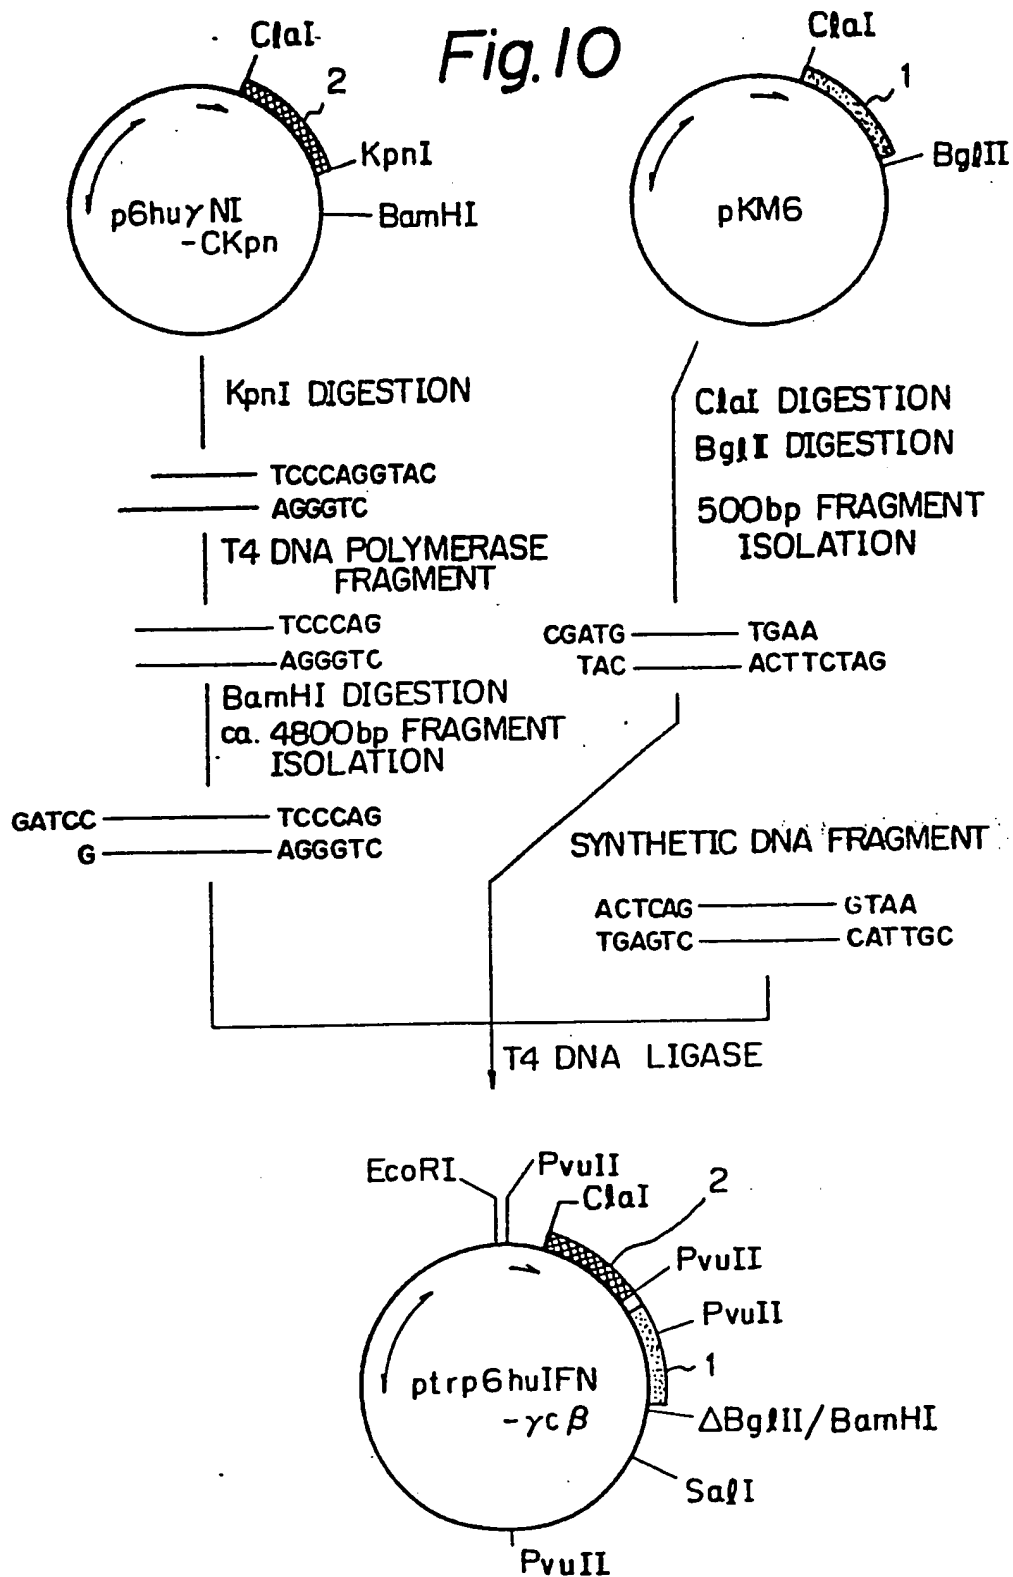 Fig.10
ClaI
2
KpnI
BamHI
p6huγNI
-CKpn
ClaI
1
BglII
pKM6
KpnI DIGESTION
TCCCAGGTAC
AGGGTC
T4 DNA POLYMERASE
FRAGMENT
TCCCAG
AGGGTC
BamHI DIGESTION
ca. 4800bp FRAGMENT
ISOLATION
GATCC TCCCAG
G AGGGTC
ClaI DIGESTION
BglI DIGESTION
500bp FRAGMENT
ISOLATION
CGATG TGAA
TAC ACTTCTAG
SYNTHETIC DNA FRAGMENT
ACTCAG GTAA
TGAGTC CATTGC
T4 DNA LIGASE
EcoRI
PvuII
ClaI
2
PvuII
PvuII
1
ptrp6huIFN
-γcβ
ΔBglII/BamHI
SalI
PvuII